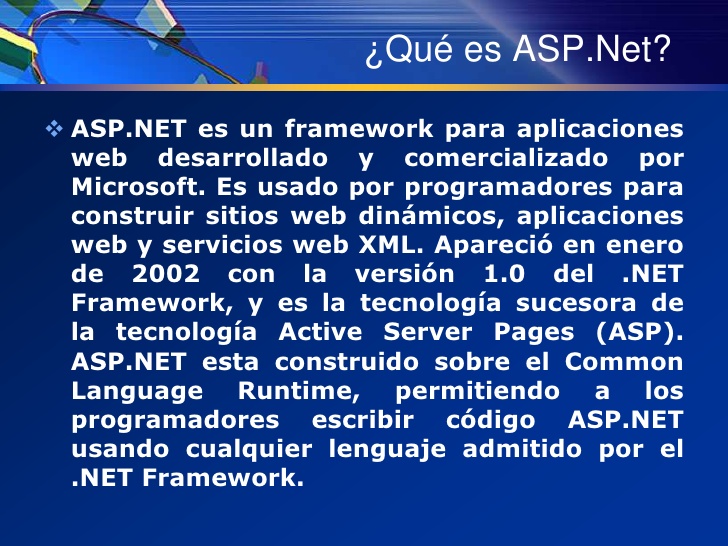 ¿Qué es ASP.Net?
ASP.NET es un framework para aplicaciones
web desarrollado y comercializado por
Microsoft. Es usado por programadores para
construir sitios web dinámicos, aplicaciones
web y servicios web XML. Apareció en enero
de 2002 con la versión 1.0 del .NET
Framework, y es la tecnología sucesora de
la tecnología Active Server Pages (ASP).
ASP.NET esta construido sobre el Common
Language Runtime, permitiendo a los
programadores escribir código ASP.NET
usando cualquier lenguaje admitido por el
.NET Framework.